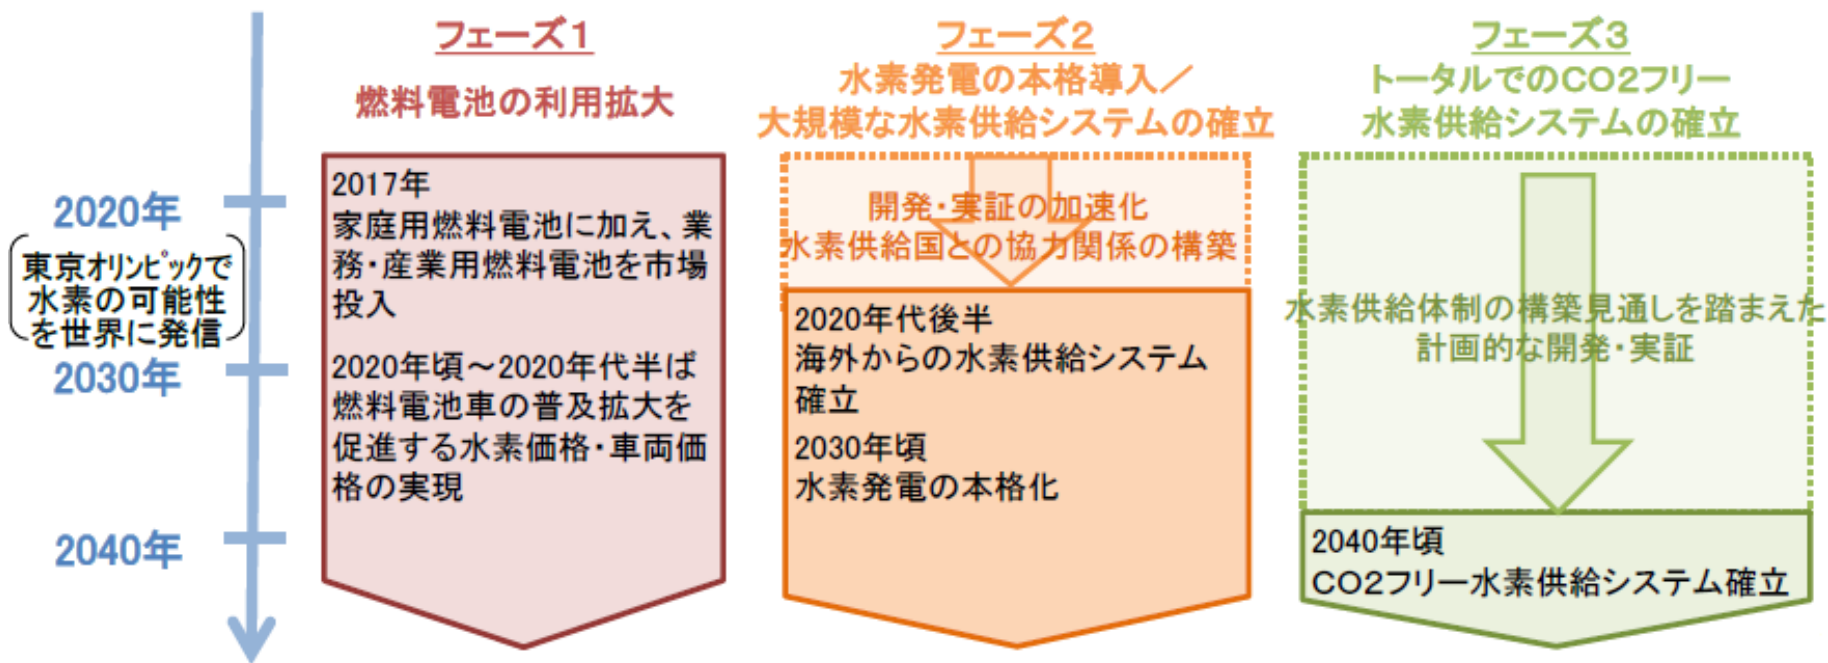 2020年
東京オリンピックで
水素の可能性
を世界に発信
2030年
2040年
フェーズ1
燃料電池の利用拡大
2017年
家庭用燃料電池に加え、業
務・産業用燃料電池を市場
投入
2020年頃～2020年代半ば
燃料電池車の普及拡大を
促進する水素価格・車両価
格の実現
フェーズ2
水素発電の本格導入／
大規模な水素供給システムの確立
開発・実証の加速化
水素供給国との協力関係の構築
2020年代後半
海外からの水素供給システム
確立
2030年頃
水素発電の本格化
フェーズ3
トータルでのCO2フリー
水素供給システムの確立
水素供給体制の構築見通しを踏まえた
計画的な開発・実証
2040年頃
CO2フリー水素供給システム確立